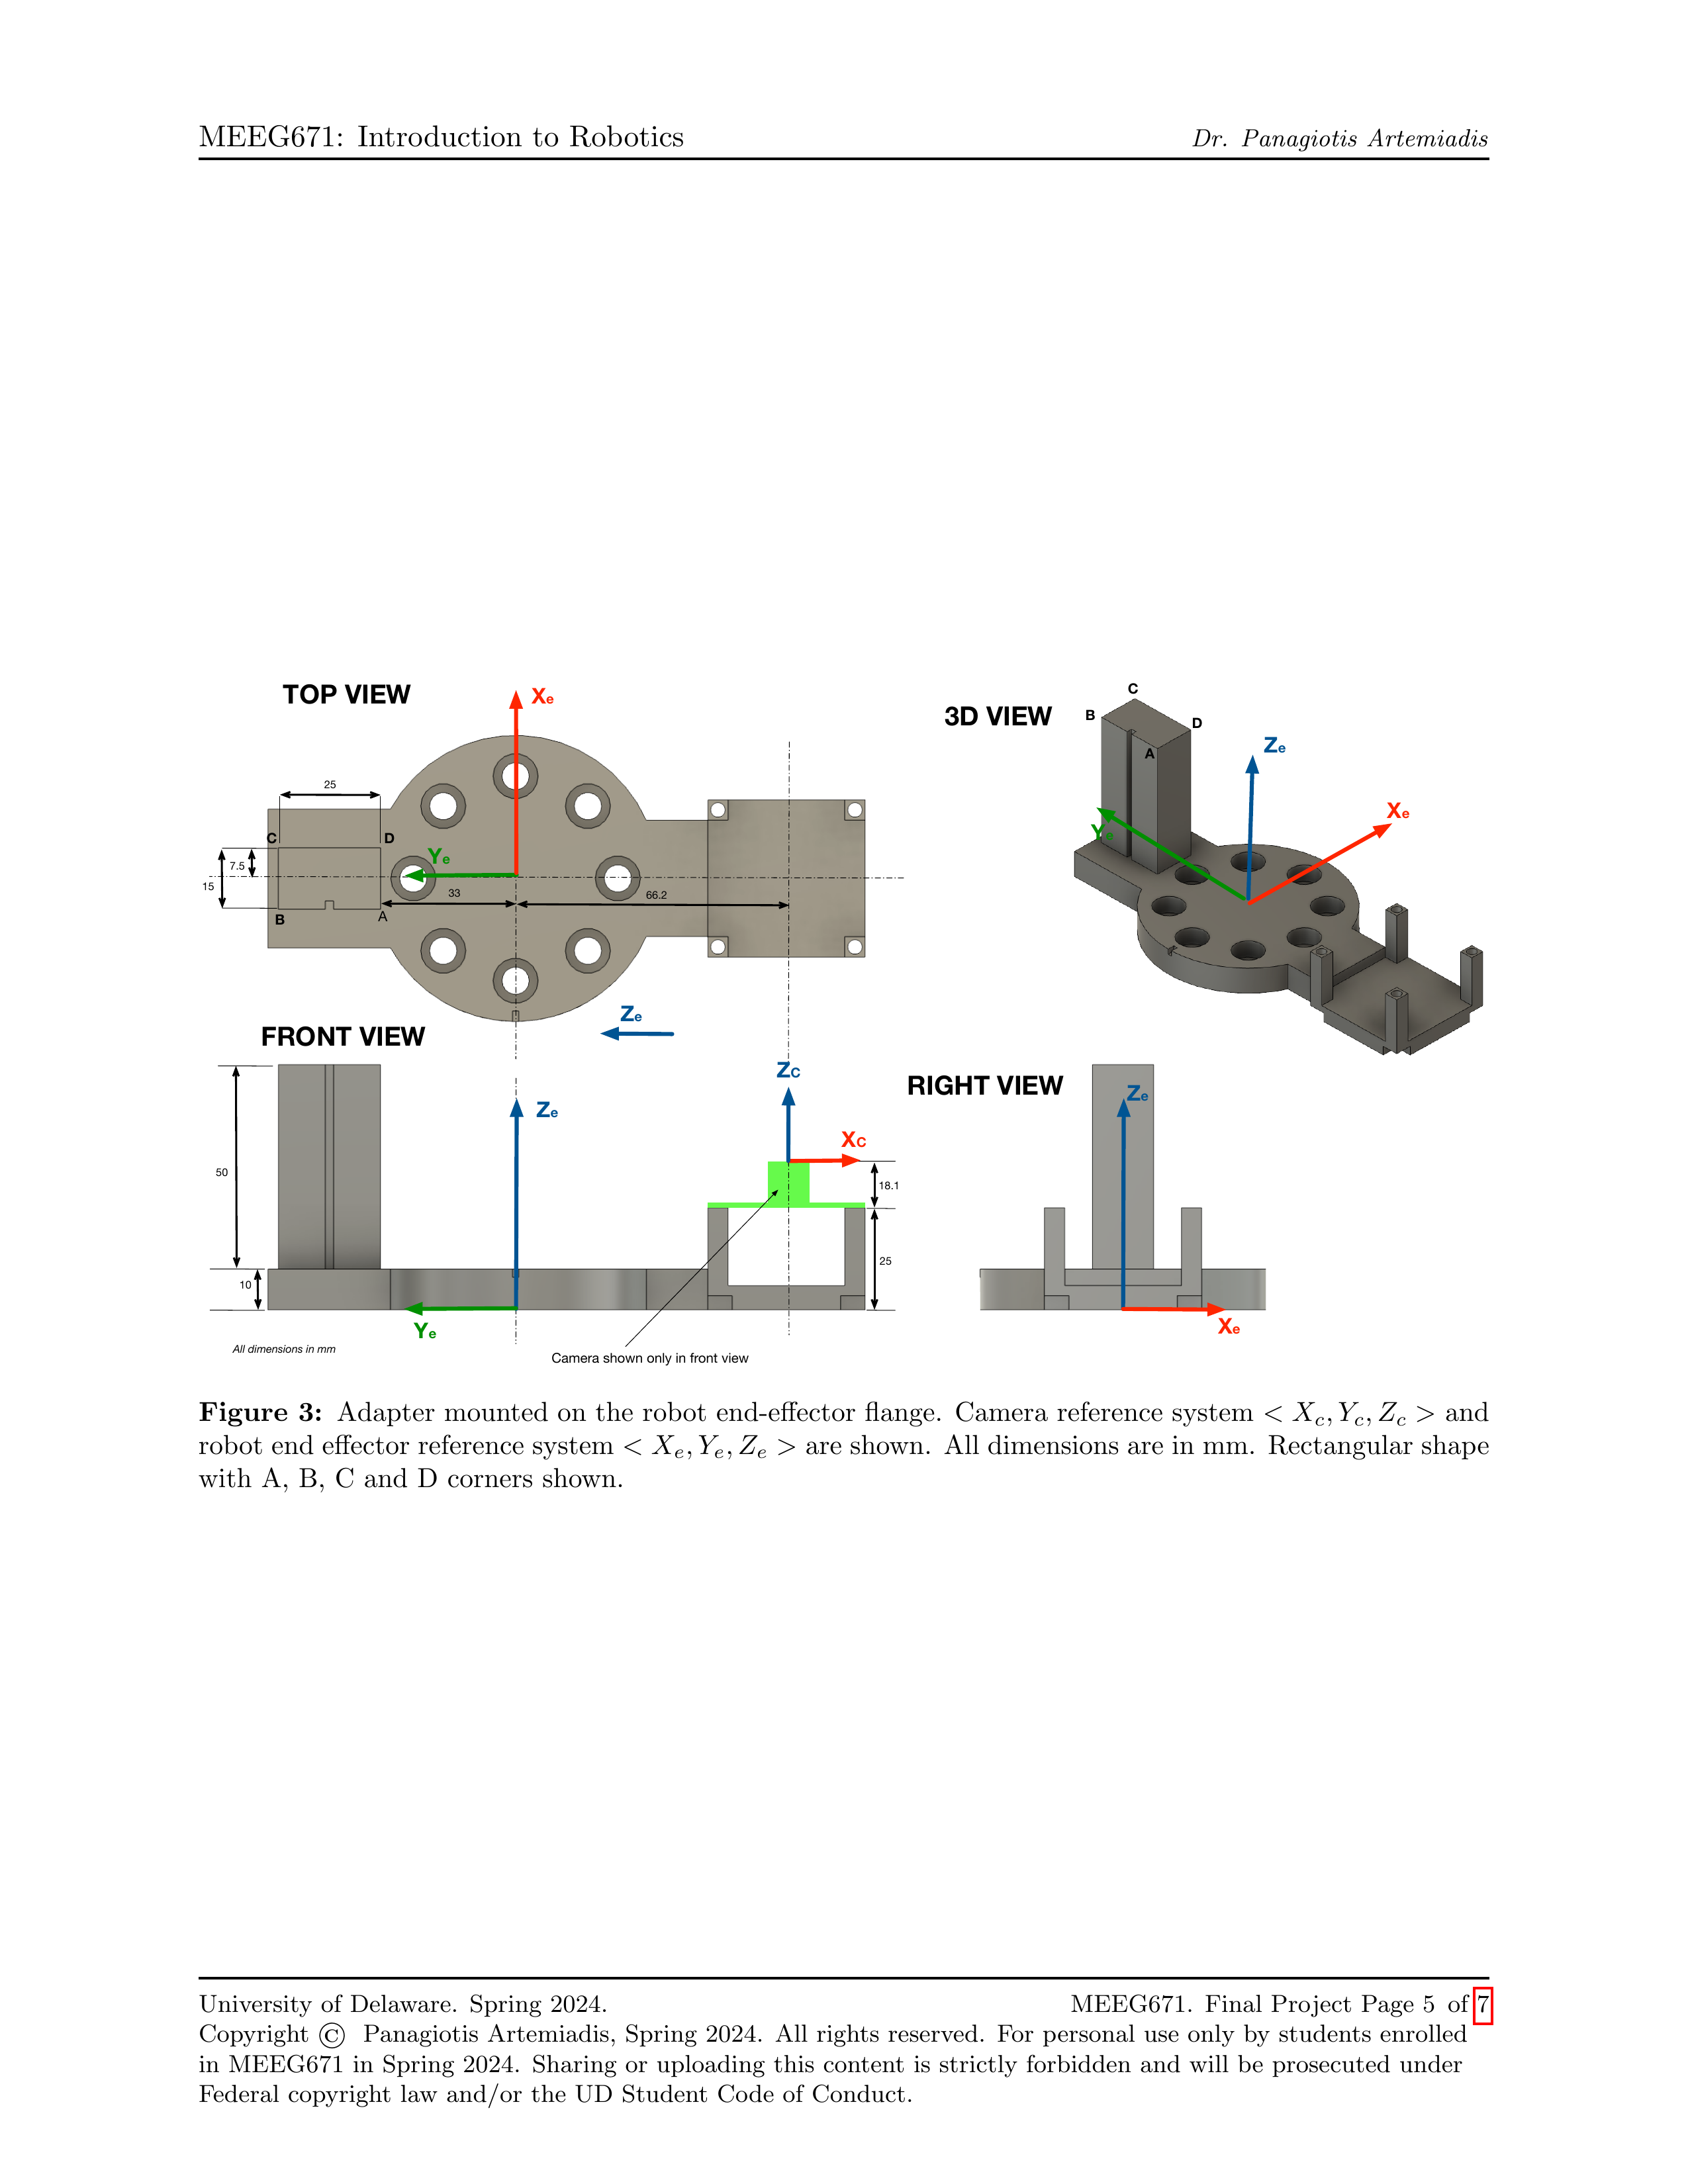 MEEG671: Introduction to Robotics Dr. Panagiotis Artemiadis
TOP VIEW
Xe
25
C D
Ye
7.5
15
33
66.2
B A
3D VIEW
C
B
D
A
Ze
Xe
Ye
Ze
FRONT VIEW
Zc
Ze
Xc
50
18.1
25
10
Ye
All dimensions in mm
Camera shown only in front view
RIGHT VIEW
Ze
Xe
Figure 3: Adapter mounted on the robot end-effector flange. Camera reference system < Xc, Yc, Zc > and
robot end effector reference system < Xe, Ye, Ze > are shown. All dimensions are in mm. Rectangular shape
with A, B, C and D corners shown.
University of Delaware. Spring 2024. MEEG671. Final Project Page 5 of 7
Copyright © Panagiotis Artemiadis, Spring 2024. All rights reserved. For personal use only by students enrolled
in MEEG671 in Spring 2024. Sharing or uploading this content is strictly forbidden and will be prosecuted under
Federal copyright law and/or the UD Student Code of Conduct.